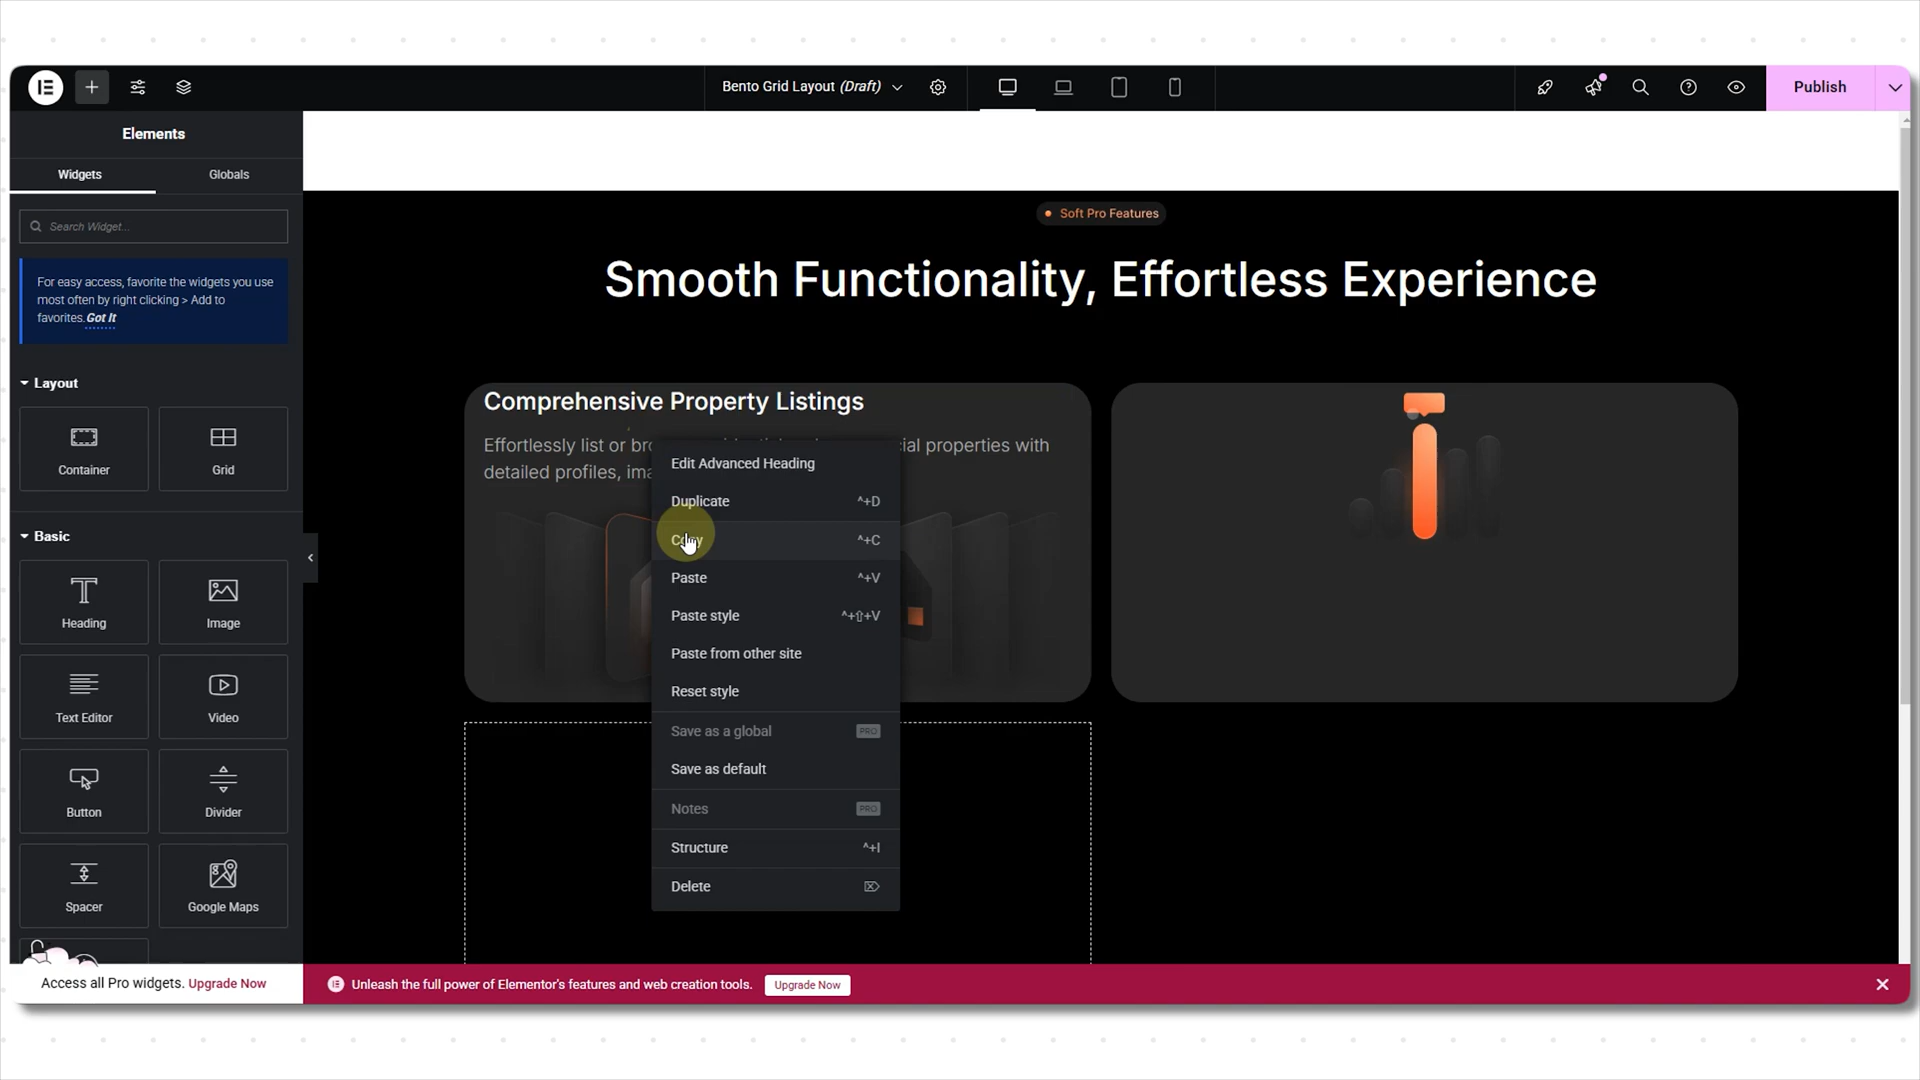 Bento Grid Layout (Draft)
Publish
Elements
Widgets
Globals
Search Widget...
For easy access, favorite the widgets you use
most often by right clicking > Add to
favorites. Got It
Layout
Container
Grid
Basic
Heading
Image
Text Editor
Video
Button
Divider
Spacer
Google Maps
Access all Pro widgets. Upgrade Now
Soft Pro Features
Smooth Functionality, Effortless Experience
Comprehensive Property Listings
Effortlessly list or properties with
detailed profiles,
Edit Advanced Heading
Duplicate ^+D
Copy ^+C
Paste ^+V
Paste style ^+⇧+V
Paste from other site
Reset style
Save as a global PRO
Save as default
Notes PRO
Structure ^+I
Delete ⌦
Unleash the full power of Elementor's features and web creation tools. Upgrade Now